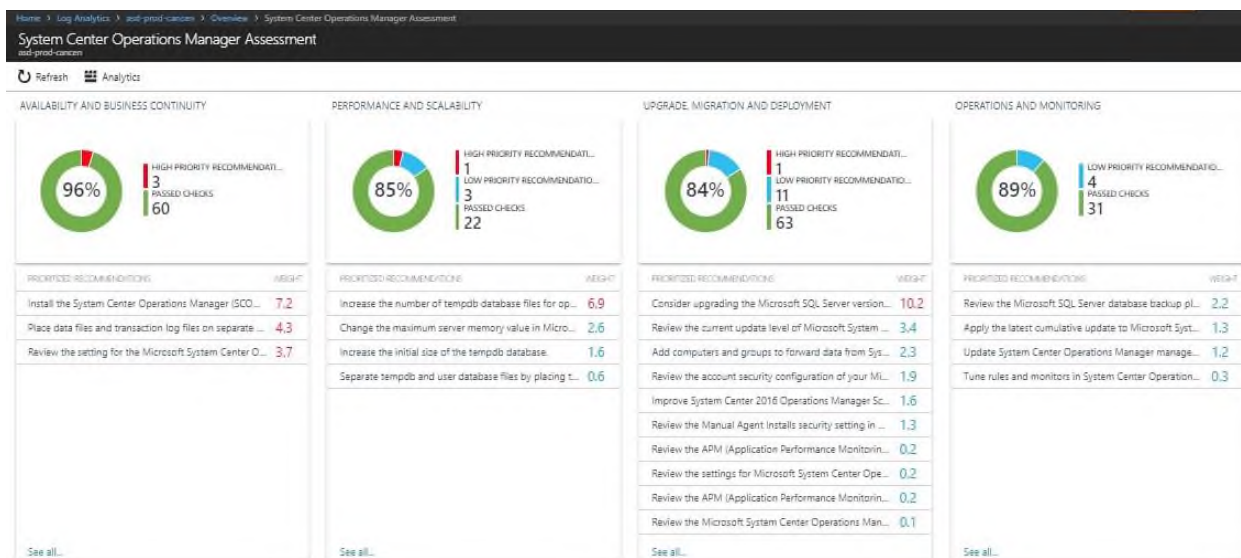 Home > Log Analytics > asd-prod-cancen > Overview > System Center Operations Manager Assessment
System Center Operations Manager Assessment
asd-prod-cancen
Refresh Analytics
AVAILABILITY AND BUSINESS CONTINUITY
96%
HIGH PRIORITY RECOMMENDATI...
3
PASSED CHECKS
60
PRIORITIZED RECOMMENDATIONS WEIGHT
Install the System Center Operations Manager (SCO... 7.2
Place data files and transaction log files on separate ... 4.3
Review the setting for the Microsoft System Center O... 3.7
See all...
PERFORMANCE AND SCALABILITY
85%
HIGH PRIORITY RECOMMENDATI...
1
LOW PRIORITY RECOMMENDATIO...
3
PASSED CHECKS
22
PRIORITIZED RECOMMENDATIONS WEIGHT
Increase the number of tempdb database files for op... 6.9
Change the maximum server memory value in Micro... 2.6
Increase the initial size of the tempdb database. 1.6
Separate tempdb and user database files by placing t... 0.6
See all...
UPGRADE, MIGRATION AND DEPLOYMENT
84%
HIGH PRIORITY RECOMMENDATI...
1
LOW PRIORITY RECOMMENDATIO...
11
PASSED CHECKS
63
PRIORITIZED RECOMMENDATIONS WEIGHT
Consider upgrading the Microsoft SQL Server version... 10.2
Review the current update level of Microsoft System ... 3.4
Add computers and groups to forward data from Sys... 2.3
Review the account security configuration of your Mi... 1.9
Improve System Center 2016 Operations Manager Sc... 1.6
Review the Manual Agent Installs security setting in ... 1.3
Review the APM (Application Performance Monitorin... 0.2
Review the settings for Microsoft System Center Ope... 0.2
Review the APM (Application Performance Monitorin... 0.2
Review the Microsoft System Center Operations Man... 0.1
See all...
OPERATIONS AND MONITORING
89%
LOW PRIORITY RECOMMENDATIO...
4
PASSED CHECKS
31
PRIORITIZED RECOMMENDATIONS WEIGHT
Review the Microsoft SQL Server database backup pl... 2.2
Apply the latest cumulative update to Microsoft Syst... 1.3
Update System Center Operations Manager manage... 1.2
Tune rules and monitors in System Center Operation... 0.3
See all...